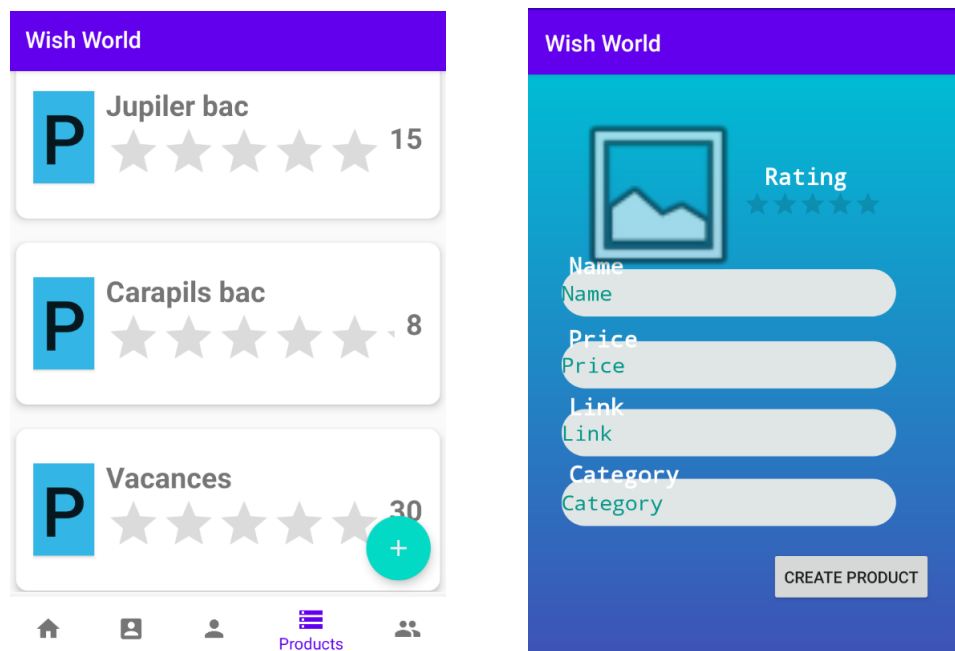 Wish World
P
Jupiler bac
15
P
Carapils bac
8
P
Vacances
30
+
Products
Wish World
Rating
Name
Name
Price
Price
Link
Link
Category
Category
CREATE PRODUCT